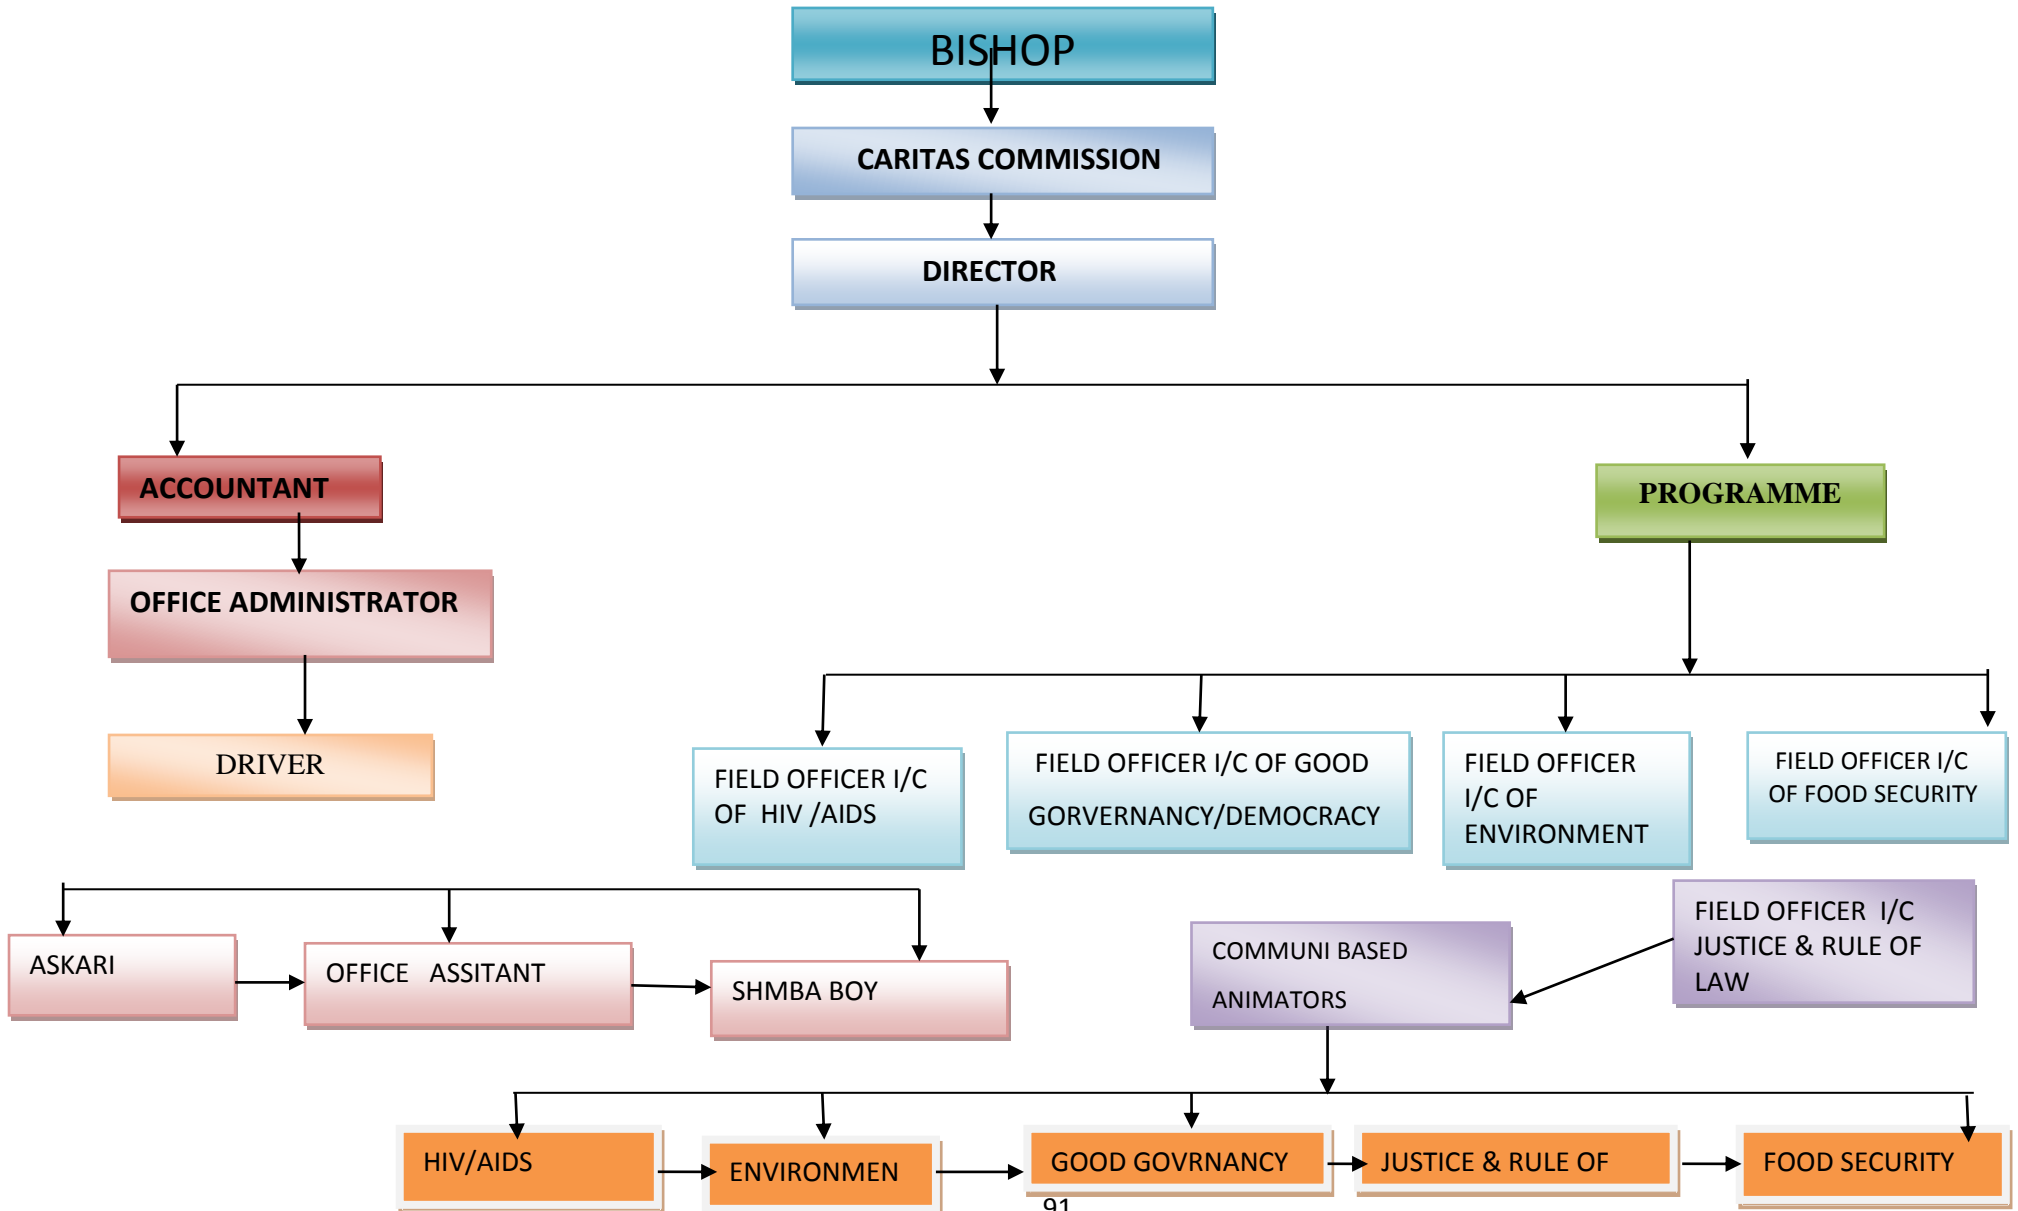 BISHOP
CARITAS COMMISSION
DIRECTOR
ACCOUNTANT
PROGRAMME
OFFICE ADMINISTRATOR
DRIVER
FIELD OFFICER I/C
OF HIV /AIDS
FIELD OFFICER I/C OF GOOD
GORVERNANCY/DEMOCRACY
FIELD OFFICER
I/C OF
ENVIRONMENT
FIELD OFFICER I/C
OF FOOD SECURITY
ASKARI
OFFICE ASSITANT
SHMBA BOY
COMMUNI BASED
ANIMATORS
FIELD OFFICER I/C
JUSTICE & RULE OF
LAW
HIV/AIDS
ENVIRONMEN
GOOD GOVRNANCY
JUSTICE & RULE OF
FOOD SECURITY
91